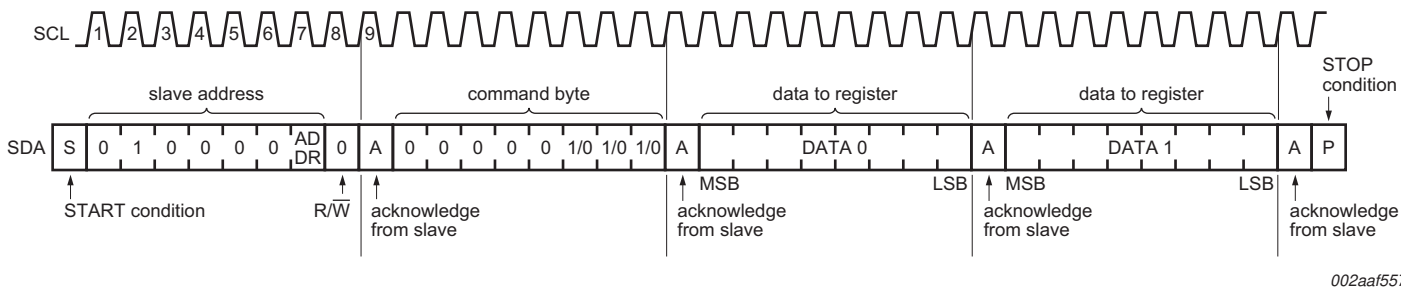 SCL 1 2 3 4 5 6 7 8 9
STOP
condition
slave address command byte data to register data to register
SDA S 0 1 0 0 0 0 AD DR 0 A 0 0 0 0 0 1/0 1/0 1/0 A DATA 0 A DATA 1 A P
MSB LSB MSB LSB
START condition R/W̅ acknowledge from slave acknowledge from slave acknowledge from slave acknowledge from slave
002aaf557